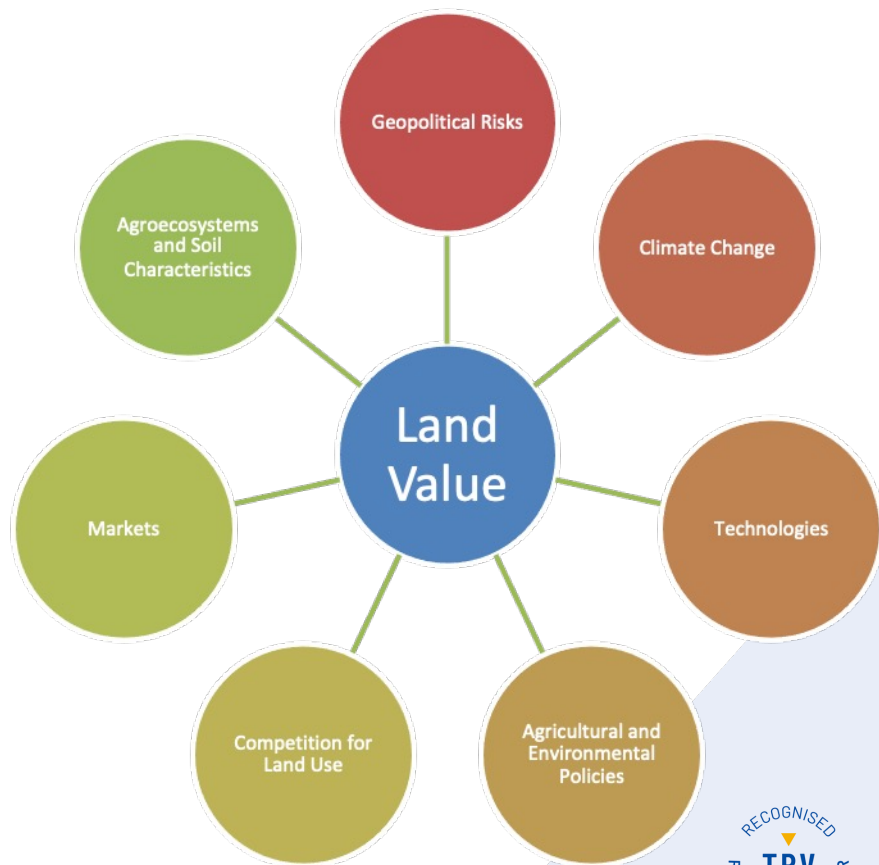 Geopolitical Risks
Climate Change
Technologies
Agricultural and
Environmental
Policies
Competition for
Land Use
Markets
Agroecosystems
and Soil
Characteristics
Land
Value
RECOGNISED
TRV